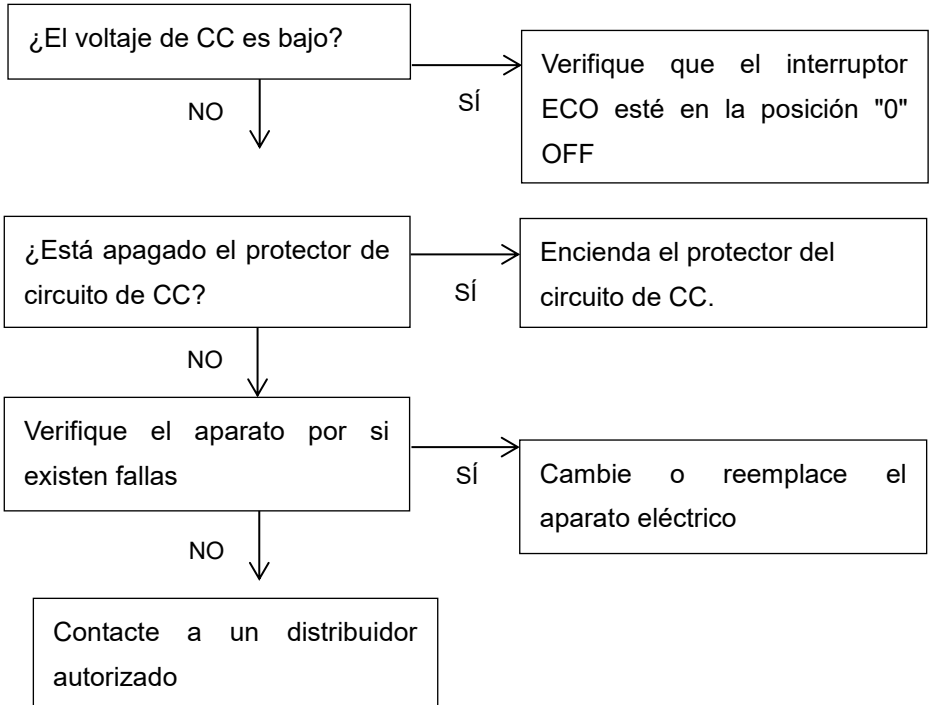 ¿El voltaje de CC es bajo?
NO
SÍ
Verifique que el interruptor
ECO esté en la posición "0"
OFF
¿Está apagado el protector de
circuito de CC?
SÍ
Encienda el protector del
circuito de CC.
NO
Verifique el aparato por si
existen fallas
SÍ
Cambie o reemplace el
aparato eléctrico
NO
Contacte a un distribuidor
autorizado